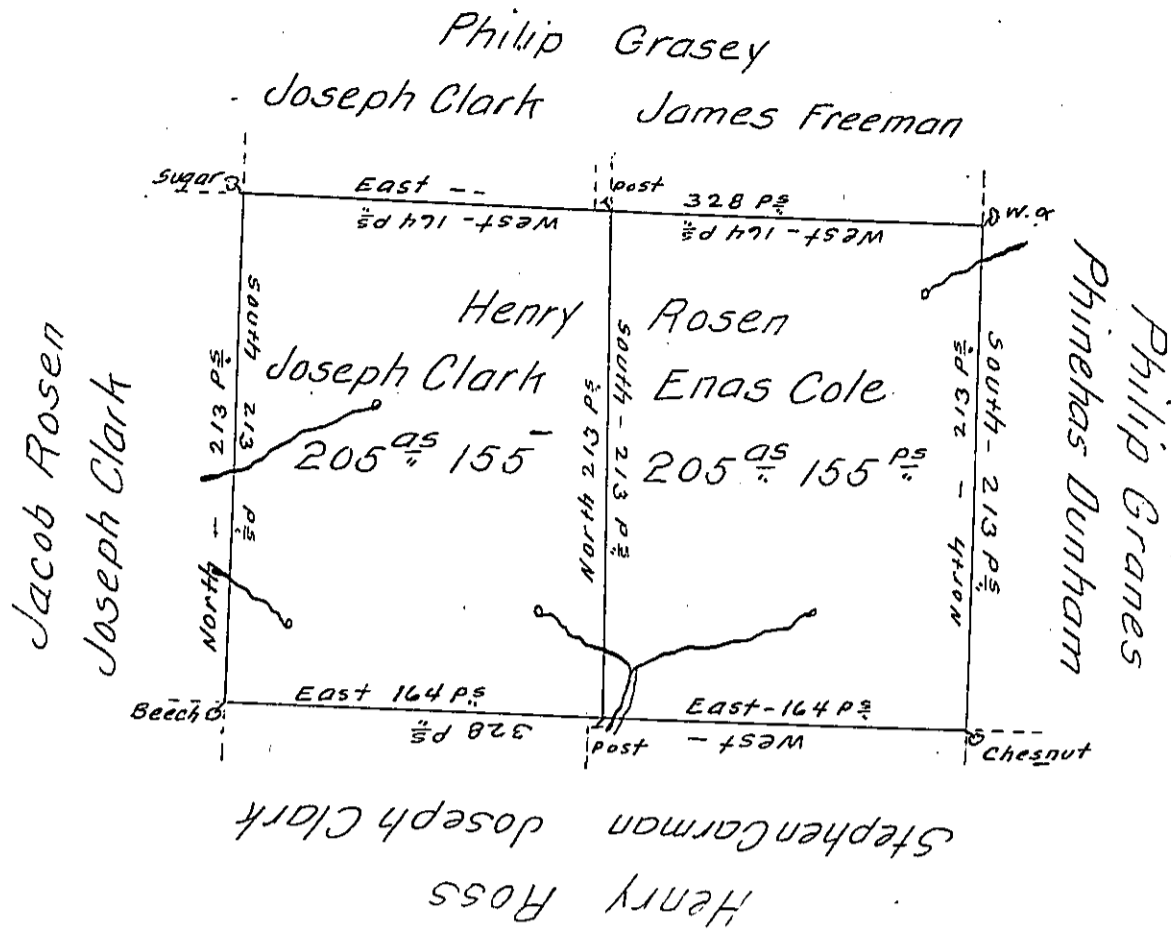 Philip Grasey
Joseph Clark James Freeman
Sugar
East -- 328 Ps
post
W.o.
West - 164 Ps
West - 164 Ps
Henry Rosen
Joseph Clark
205 as 155
Enas Cole
205 as 155 Ps
South 213 Ps
North - 213 Ps
South - 213 Ps
North 213 Ps
South - 213 Ps
North - 213 Ps
Jacob Rosen
Joseph Clark
Philip Granes
Phinehas Dunham
Beech
East 164 Ps
East - 164 Ps
West - 328 Ps
post
Chesnut
Stephen Carman Joseph Clark
Henry Ross